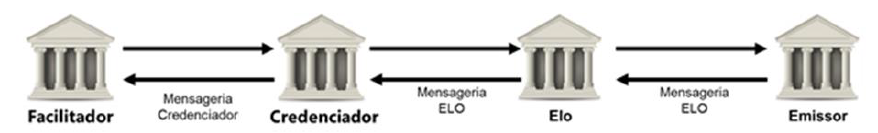 Mensageria
Credenciador
Mensageria
ELO
Mensageria
ELO
Facilitador
Credenciador
Elo
Emissor